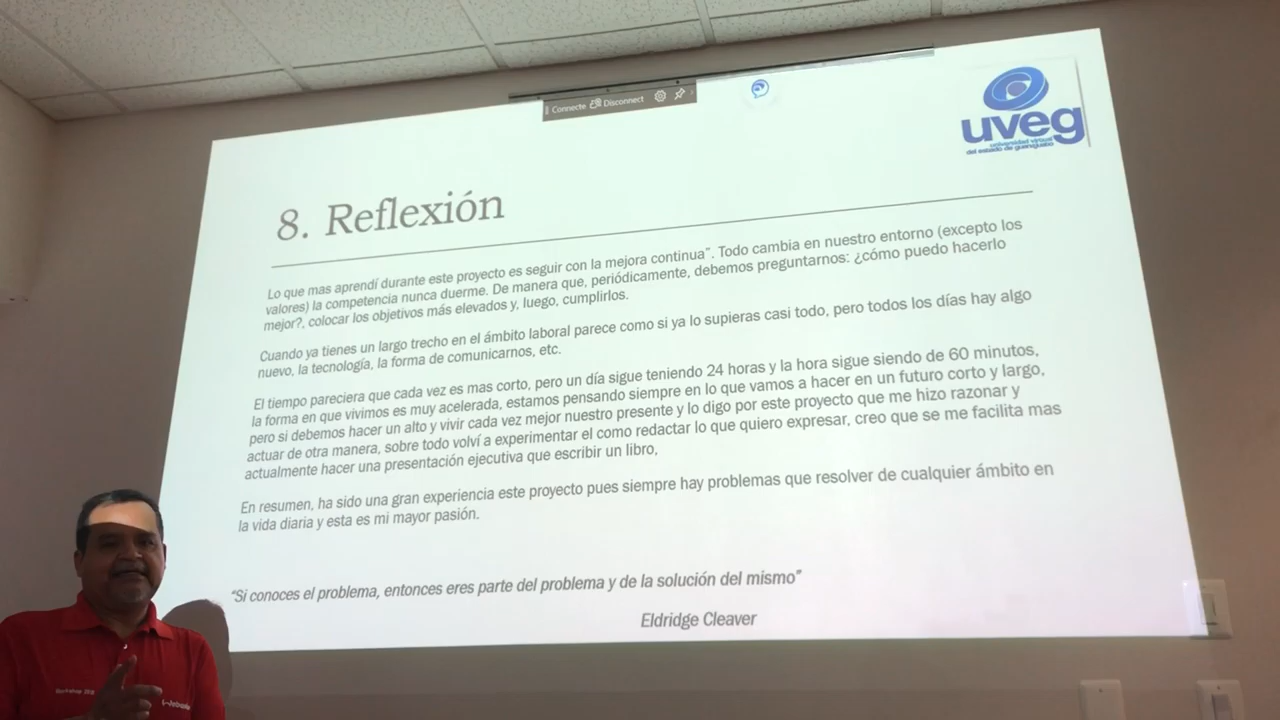 Connecte Disconnect
uveg
universidad virtual
del estado de guanajuato
8. Reflexión
Lo que mas aprendí durante este proyecto es seguir con la mejora continua”. Todo cambia en nuestro entorno (excepto los
valores) la competencia nunca duerme. De manera que, periódicamente, debemos preguntarnos: ¿cómo puedo hacerlo
mejor?, colocar los objetivos más elevados y, luego, cumplirlos.
Cuando ya tienes un largo trecho en el ámbito laboral parece como si ya lo supieras casi todo, pero todos los días hay algo
nuevo, la tecnología, la forma de comunicarnos, etc.
El tiempo pareciera que cada vez es mas corto, pero un día sigue teniendo 24 horas y la hora sigue siendo de 60 minutos,
la forma en que vivimos es muy acelerada, estamos pensando siempre en lo que vamos a hacer en un futuro corto y largo,
pero si debemos hacer un alto y vivir cada vez mejor nuestro presente y lo digo por este proyecto que me hizo razonar y
actuar de otra manera, sobre todo volví a experimentar el como redactar lo que quiero expresar, creo que se me facilita mas
actualmente hacer una presentación ejecutiva que escribir un libro,
En resumen, ha sido una gran experiencia este proyecto pues siempre hay problemas que resolver de cualquier ámbito en
la vida diaria y esta es mi mayor pasión.
“Si conoces el problema, entonces eres parte del problema y de la solución del mismo”
Eldridge Cleaver
Workshop